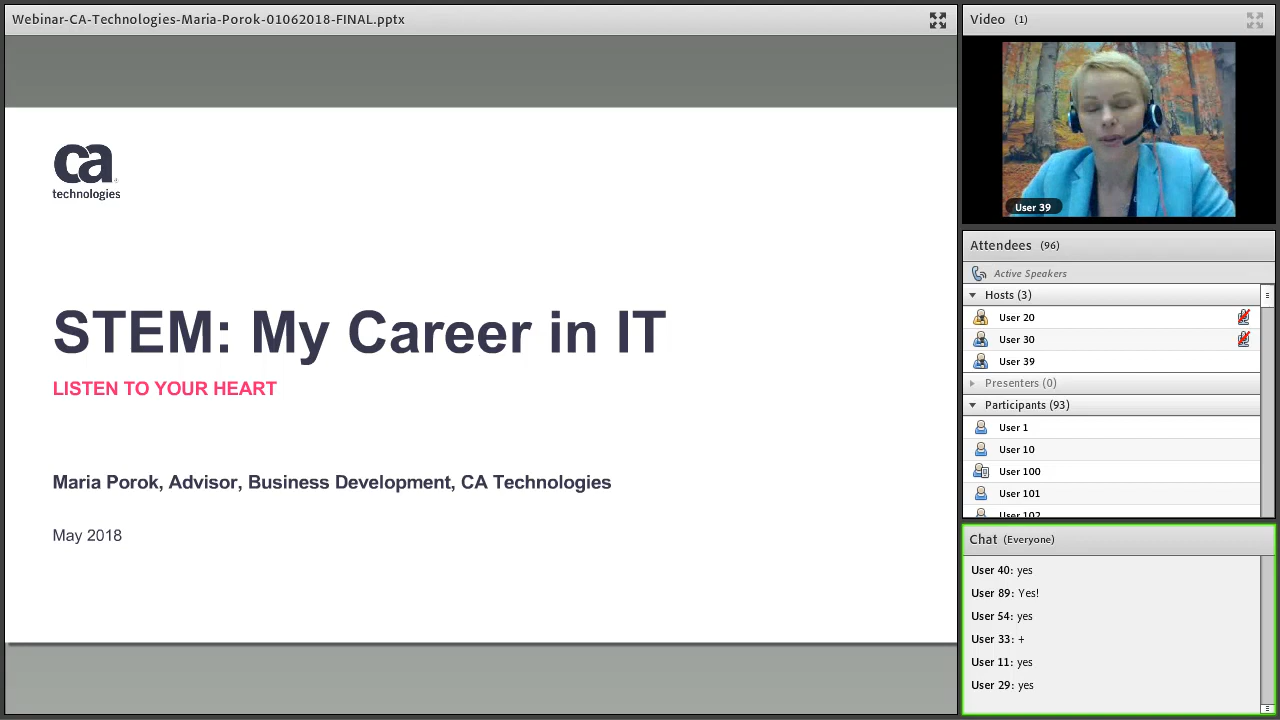 Webinar-CA-Technologies-Maria-Porok-01062018-FINAL.pptx
ca
technologies
STEM: My Career in IT
LISTEN TO YOUR HEART
Maria Porok, Advisor, Business Development, CA Technologies
May 2018
Video (1)
User 39
Attendees (96)
Active Speakers
Hosts (3)
User 20
User 30
User 39
Presenters (0)
Participants (93)
User 1
User 10
User 100
User 101
User 102
Chat (Everyone)
User 40: yes
User 89: Yes!
User 54: yes
User 33: +
User 11: yes
User 29: yes